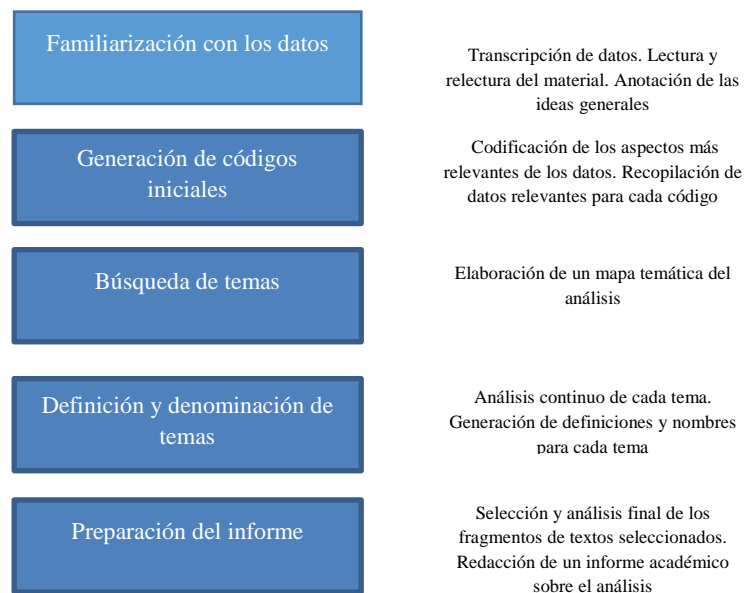 Familiarización con los datos
Transcripción de datos. Lectura y
relectura del material. Anotación de las
ideas generales
Generación de códigos
iniciales
Codificación de los aspectos más
relevantes de los datos. Recopilación de
datos relevantes para cada código
Búsqueda de temas
Elaboración de un mapa temática del
análisis
Definición y denominación de
temas
Análisis continuo de cada tema.
Generación de definiciones y nombres
para cada tema
Preparación del informe
Selección y análisis final de los
fragmentos de textos seleccionados.
Redacción de un informe académico
sobre el análisis